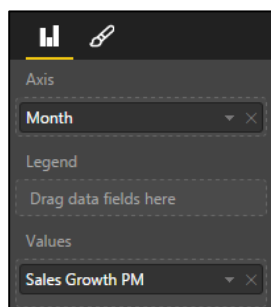 Axis
Month
Legend
Drag data fields here
Values
Sales Growth PM